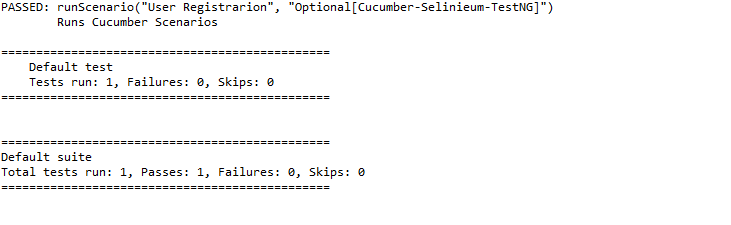 PASSED: runScenario("User Registrarion", "Optional[Cucumber-Selinieum-TestNG]")
Runs Cucumber Scenarios
===============================================
Default test
Tests run: 1, Failures: 0, Skips: 0
===============================================
===============================================
Default suite
Total tests run: 1, Passes: 1, Failures: 0, Skips: 0
===============================================